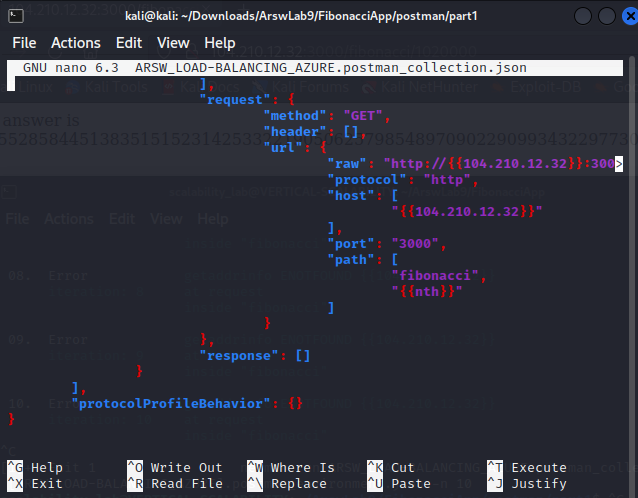 kali@kali: ~/Downloads/ArswLab9/FibonacciApp/postman/part1
File Actions Edit View Help
GNU nano 6.3 ARSW_LOAD-BALANCING_AZURE.postman_collection.json
],
"request": {
"method": "GET",
"header": [],
"url": {
"raw": "http://{{104.210.12.32}}:300>
"protocol": "http",
"host": [
"{{104.210.12.32}}"
],
"port": "3000",
"path": [
"fibonacci",
"{{nth}}"
]
}
},
"response": []
}
],
"protocolProfileBehavior": {}
}
^G Help ^O Write Out ^W Where Is ^K Cut ^T Execute
^X Exit ^R Read File ^\ Replace ^U Paste ^J Justify